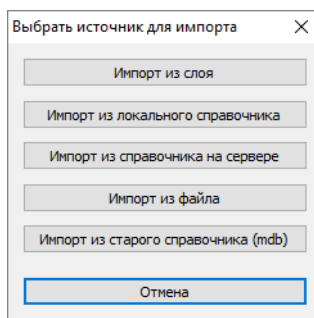 Выбрать источник для импорта
Импорт из слоя
Импорт из локального справочника
Импорт из справочника на сервере
Импорт из файла
Импорт из старого справочника (mdb)
Отмена